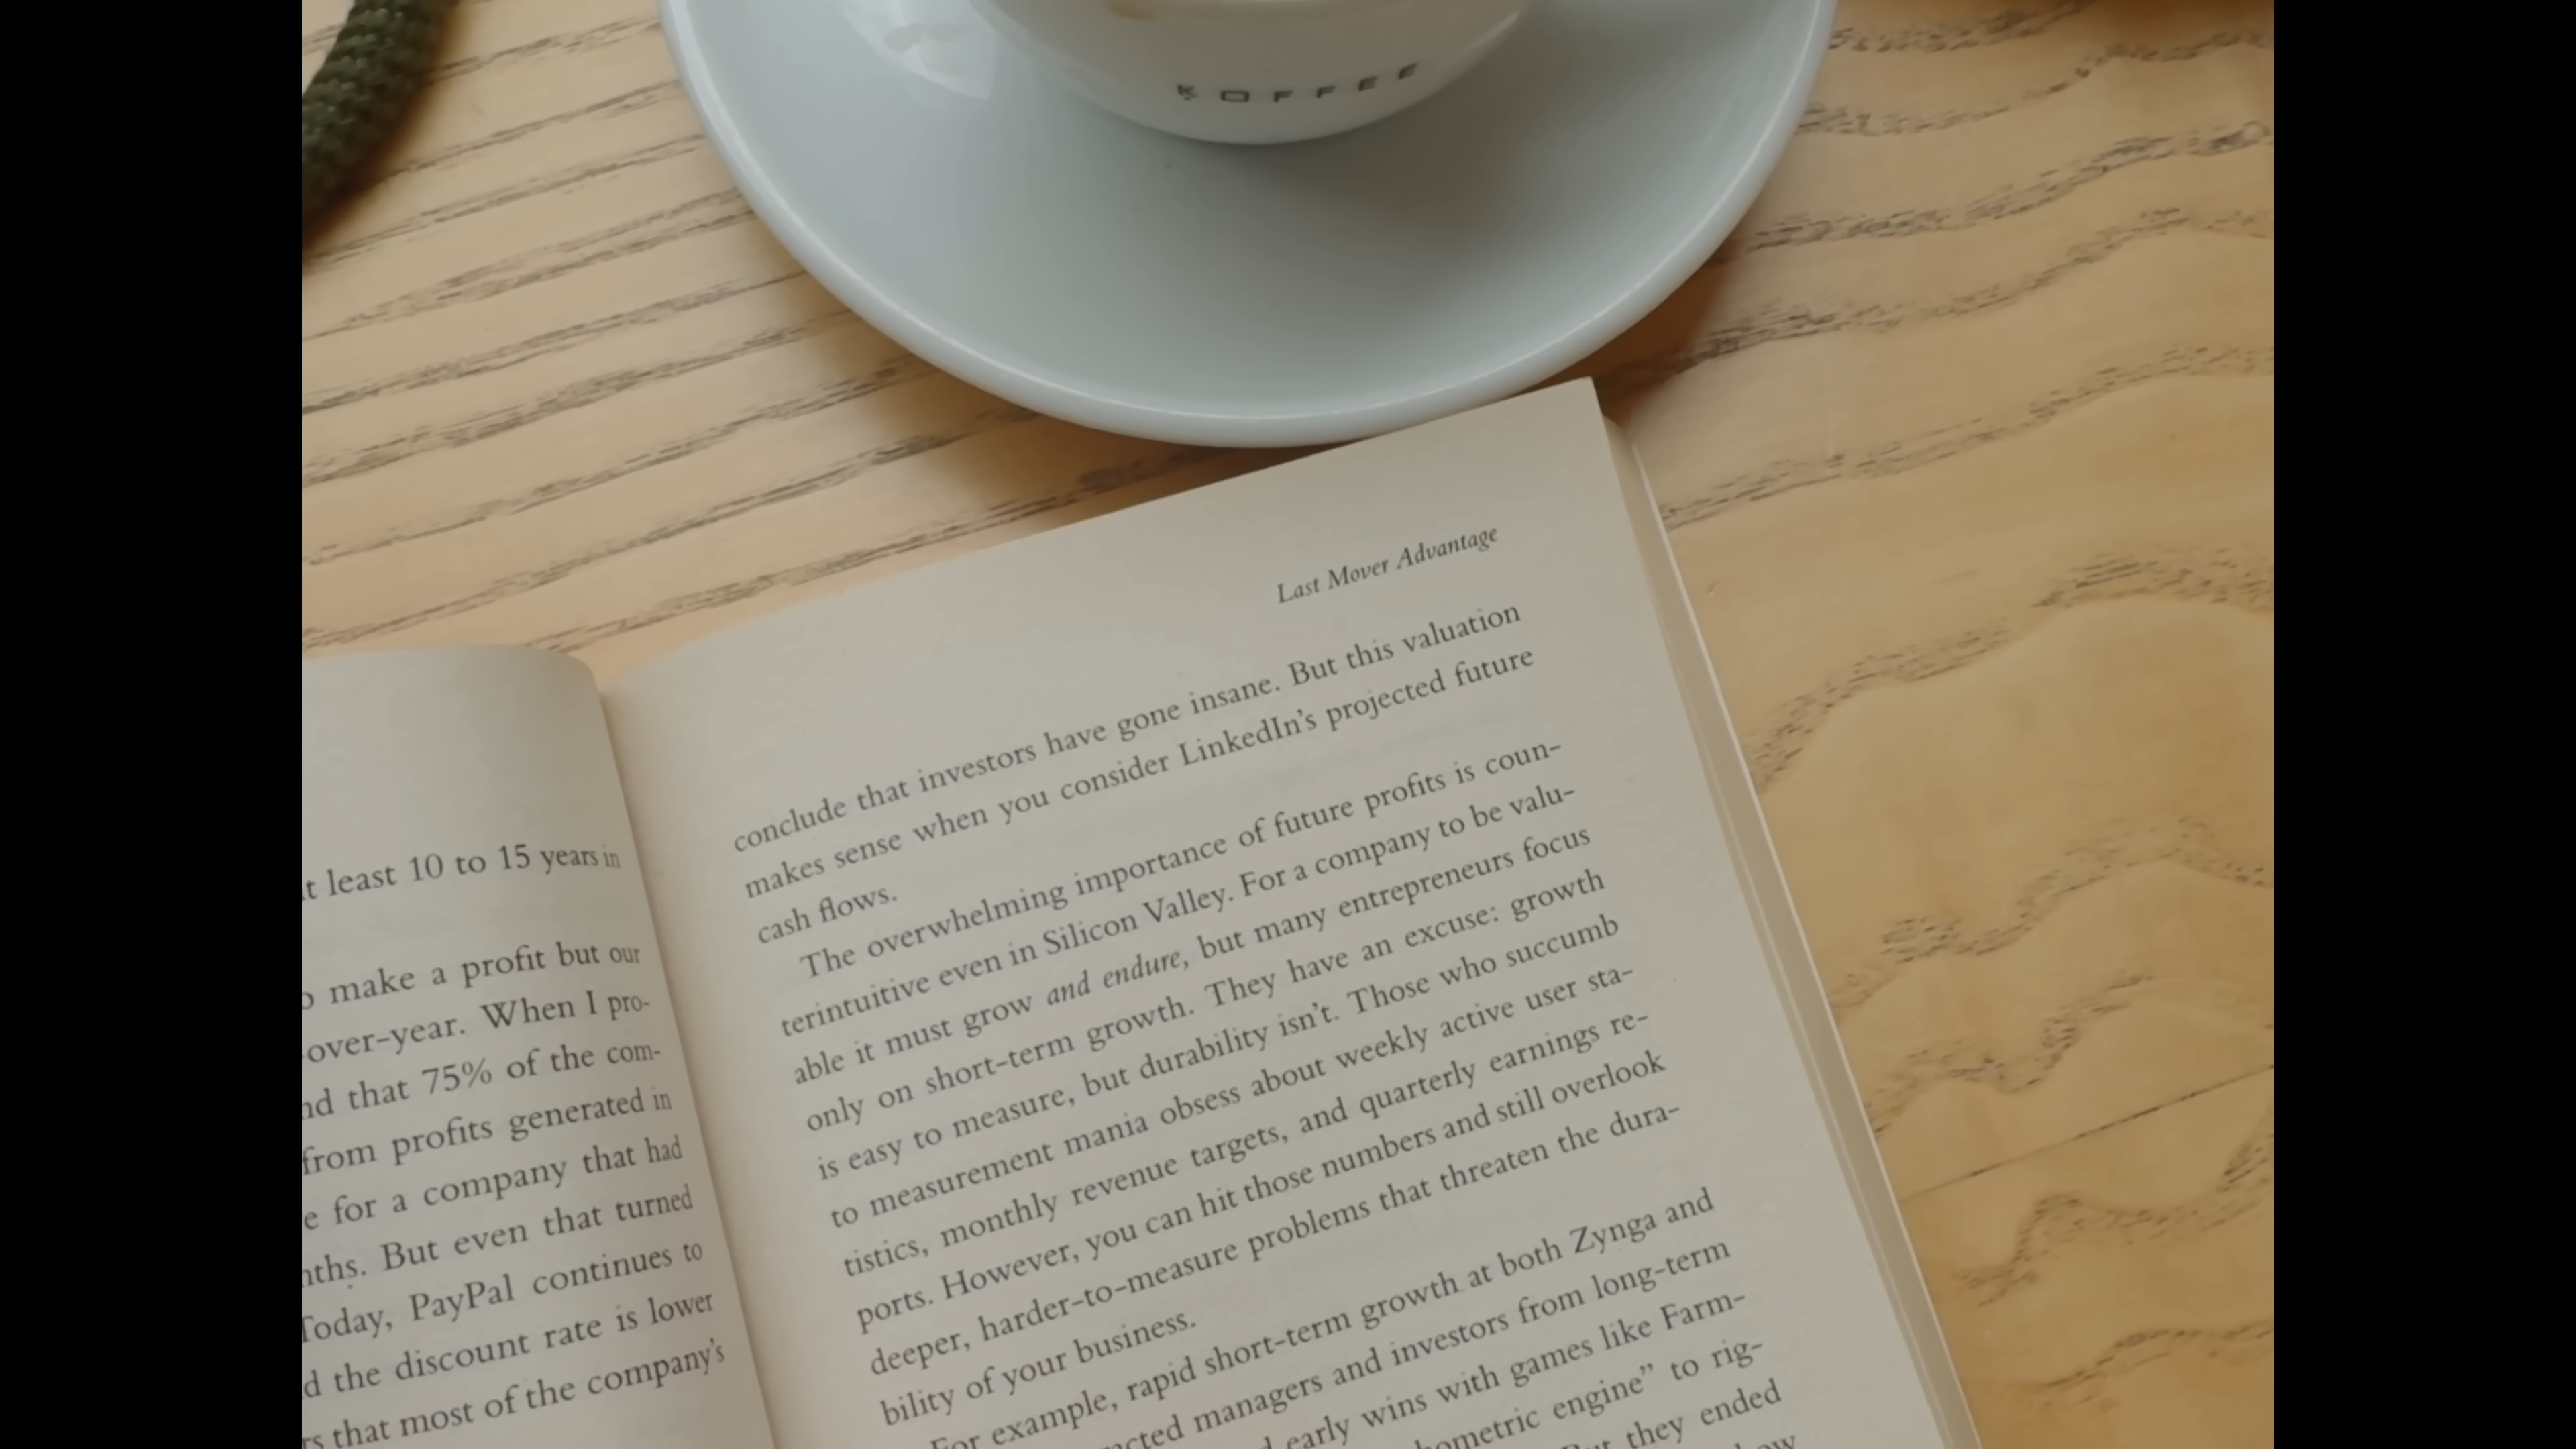 KOFFEE
t least 10 to 15 years in
make a profit but our
-over-year. When I pro-
that 75% of the com-
from profits generated in
e for a company that had
nths. But even that turned
Today, PayPal continues to
d the discount rate is lower
rs that most of the company's
Last Mover Advantage
conclude that investors have gone insane. But this valuation
makes sense when you consider LinkedIn's projected future
cash flows.
The overwhelming importance of future profits is coun-
terintuitive even in Silicon Valley. For a company to be valu-
able it must grow and endure, but many entrepreneurs focus
only on short-term growth. They have an excuse: growth
is easy to measure, but durability isn't. Those who succumb
to measurement mania obsess about weekly active user sta-
tistics, monthly revenue targets, and quarterly earnings re-
ports. However, you can hit those numbers and still overlook
deeper, harder-to-measure problems that threaten the dura-
bility of your business.
For example, rapid short-term growth at both Zynga and
acted managers and investors from long-term
early wins with games like Farm-
hometric engine" to rig-
But they ended
how